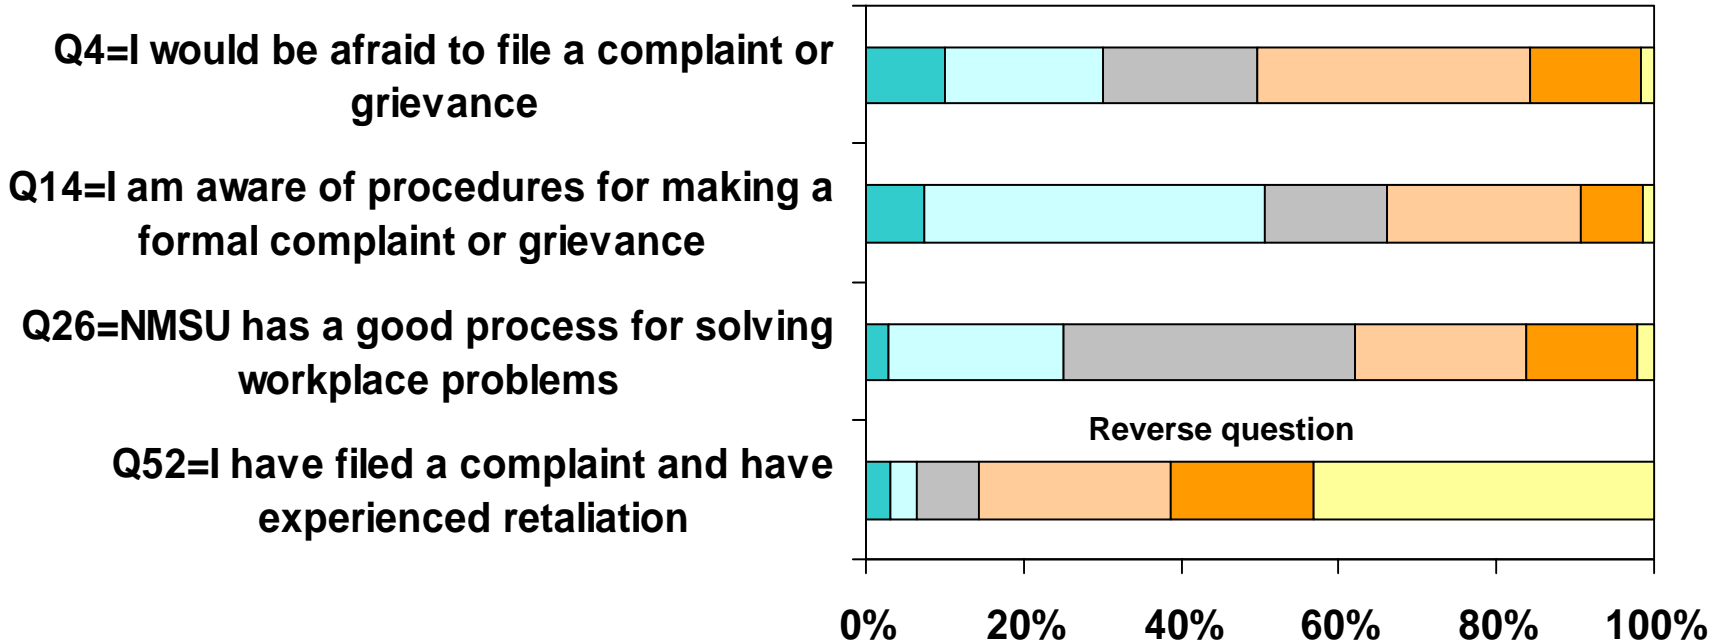 Q4=I would be afraid to file a complaint or
grievance
Q14=I am aware of procedures for making a
formal complaint or grievance
Q26=NMSU has a good process for solving
workplace problems
Reverse question
Q52=I have filed a complaint and have
experienced retaliation
0% 20% 40% 60% 80% 100%